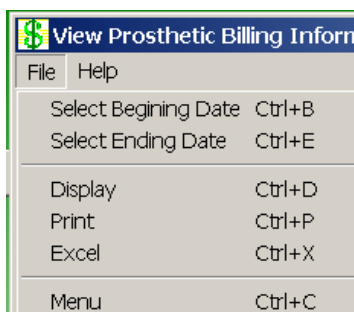 View Prosthetic Billing Inform
File Help
Select Begining Date Ctrl+B
Select Ending Date Ctrl+E
Display Ctrl+D
Print Ctrl+P
Excel Ctrl+X
Menu Ctrl+C